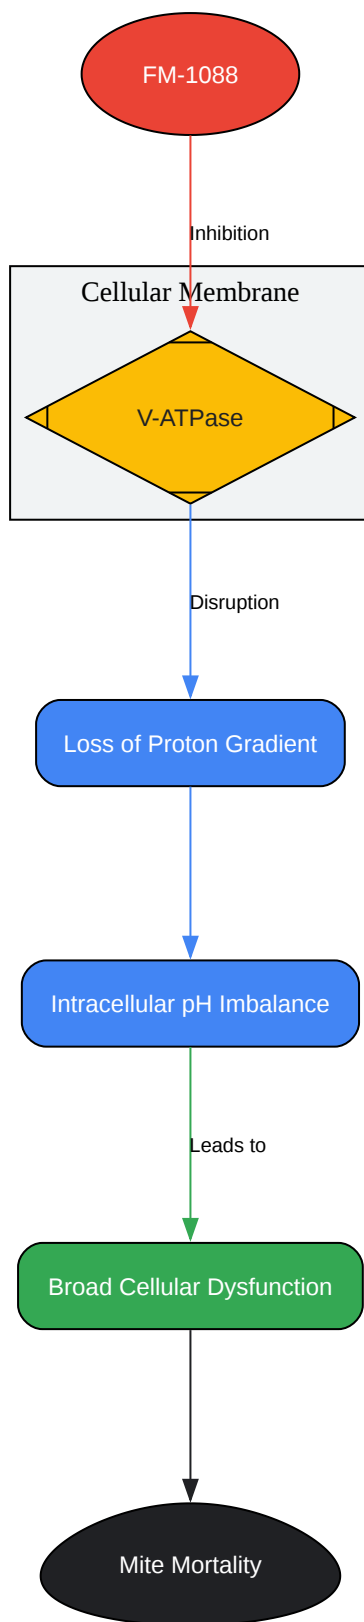 FM-1088
Inhibition
Cellular Membrane
V-ATPase
Disruption
Loss of Proton Gradient
Intracellular pH Imbalance
Leads to
Broad Cellular Dysfunction
Mite Mortality